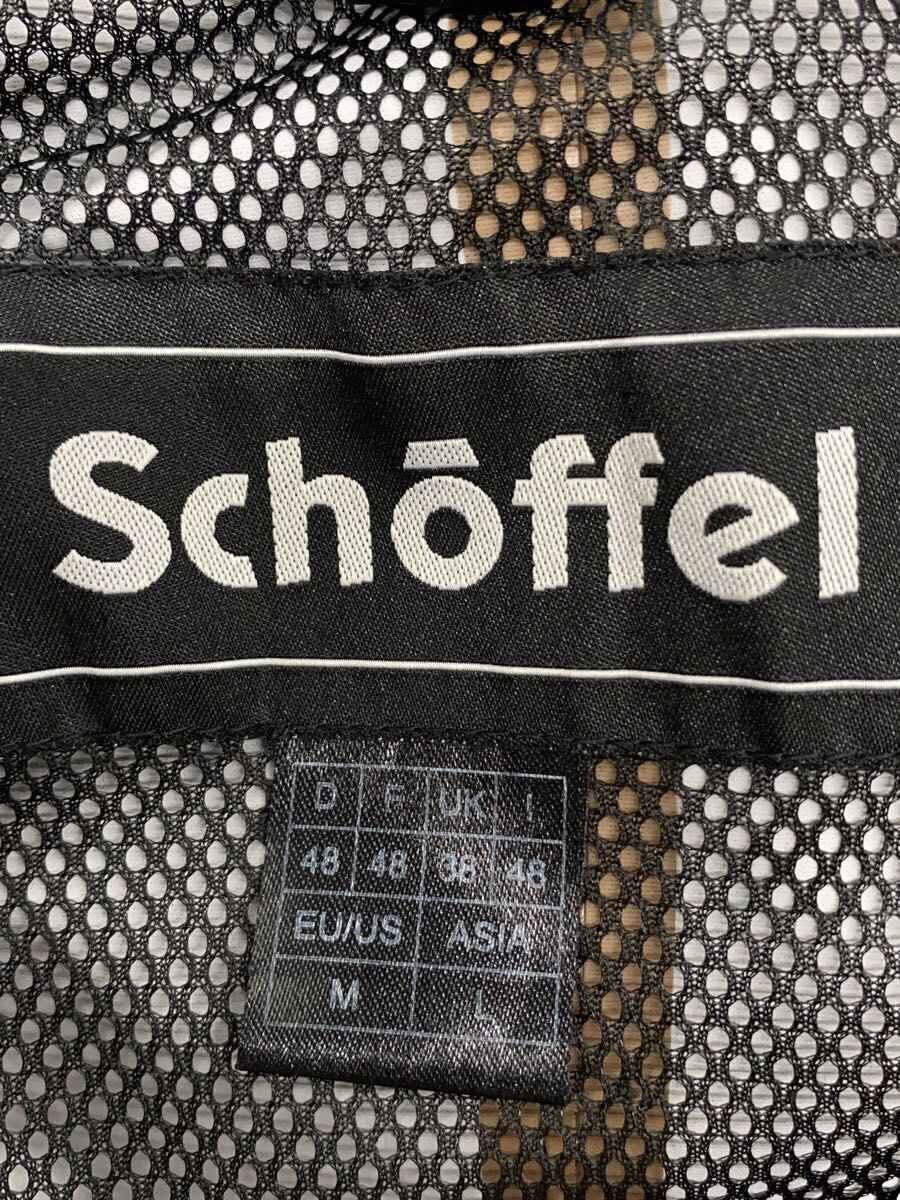 Schöffel
D F UK I
48 48 38 48
EU/US ASIA
M L